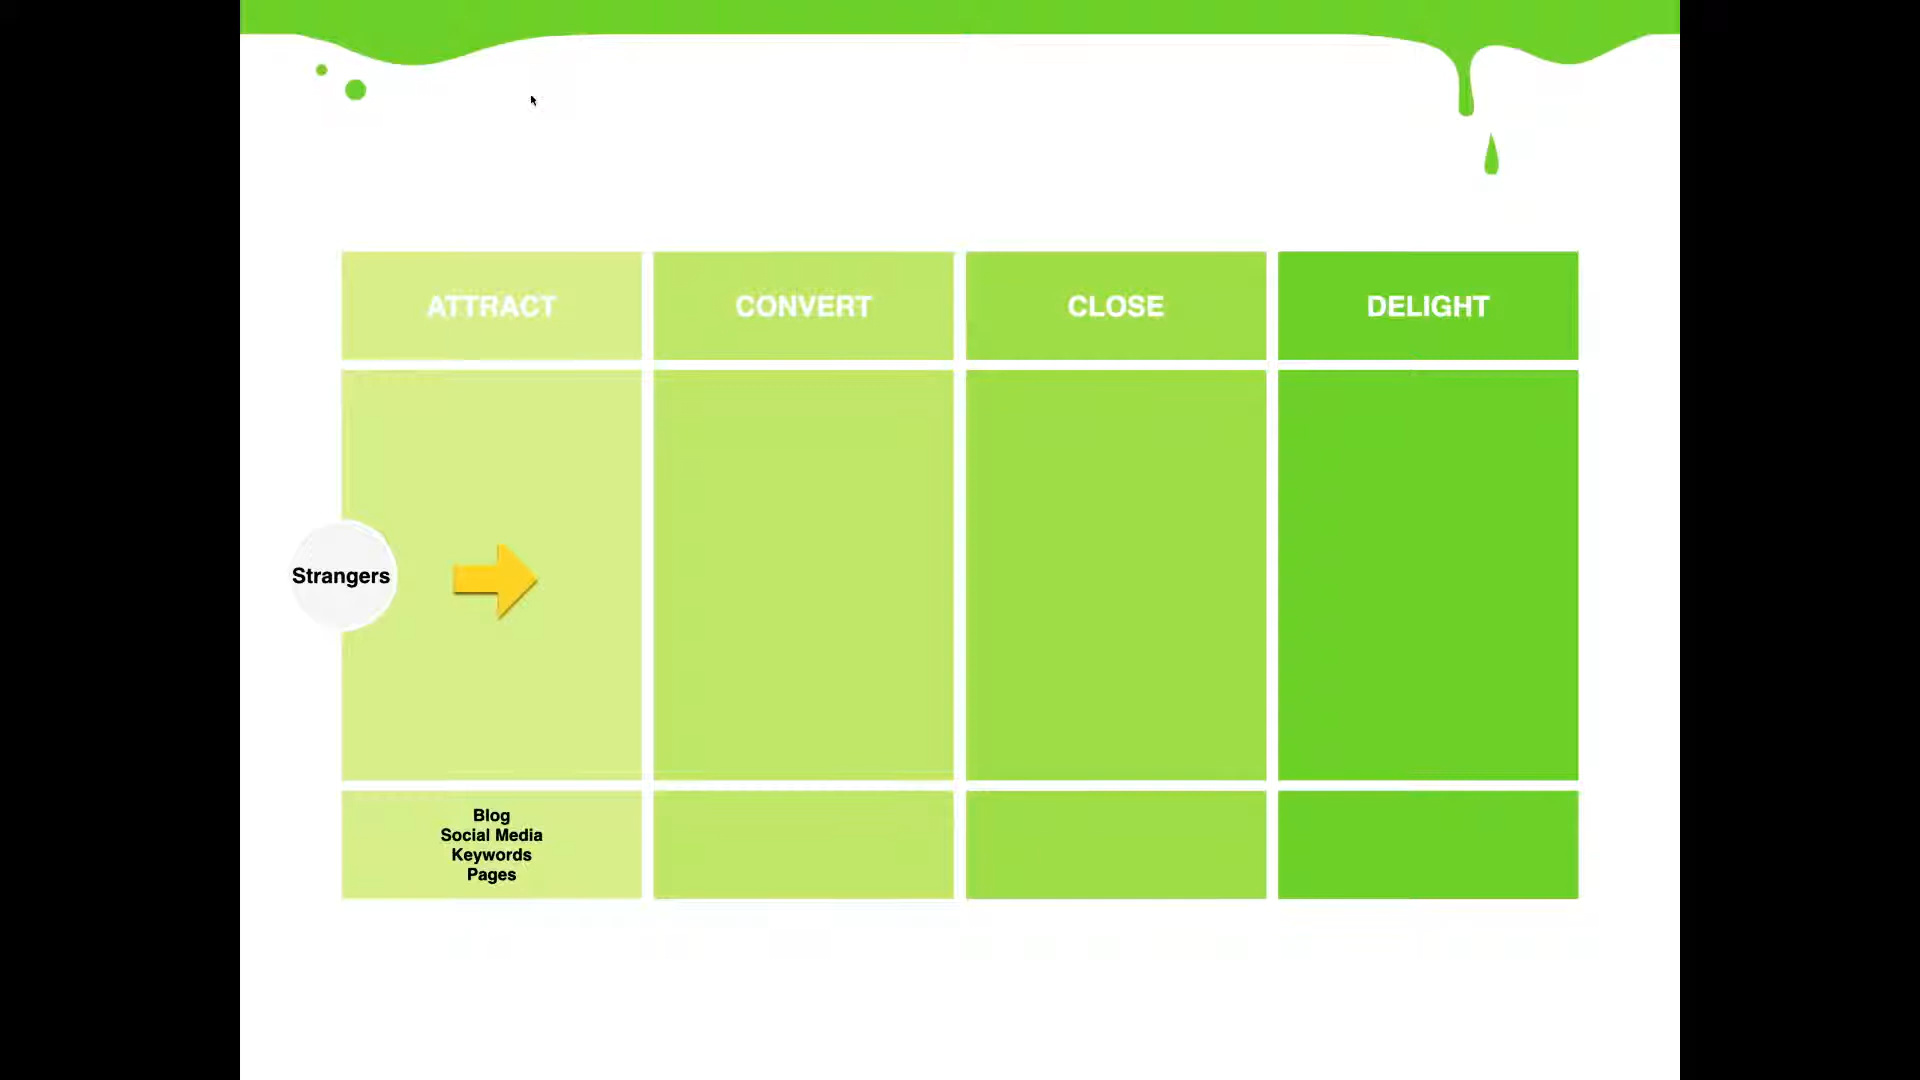 ATTRACT
CONVERT
CLOSE
DELIGHT
Strangers
Blog
Social Media
Keywords
Pages